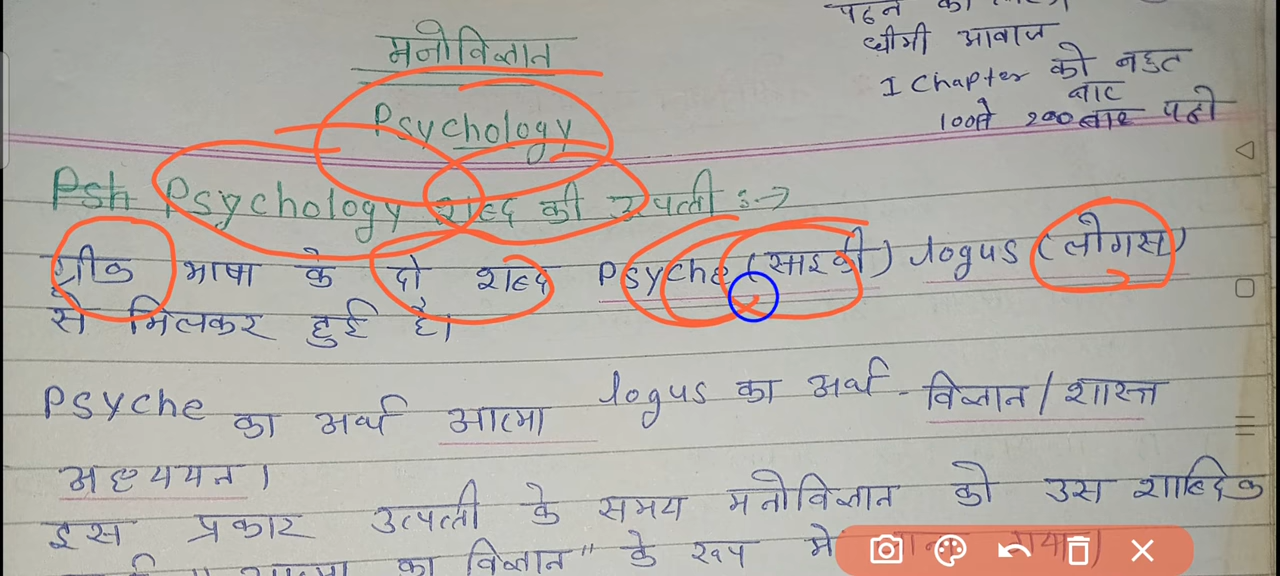 पढने का
धीमी आवाज
I Chapter को बहुत
बार
100से 200 बार पढो
मनोविज्ञान
Psychology
Psh Psychology शब्द की उत्पत्ती :->
ग्रीक भाषा के दो शब्द Psyche (साइकी) logus (लोगस)
से मिलकर हुई है।
Psyche का अर्थ आत्मा logus का अर्थ - विज्ञान / शास्त्र
अध्ययन।
इस प्रकार उत्पत्ती के समय मनोविज्ञान को उस शाब्दिक
का विज्ञान" के रूप मे